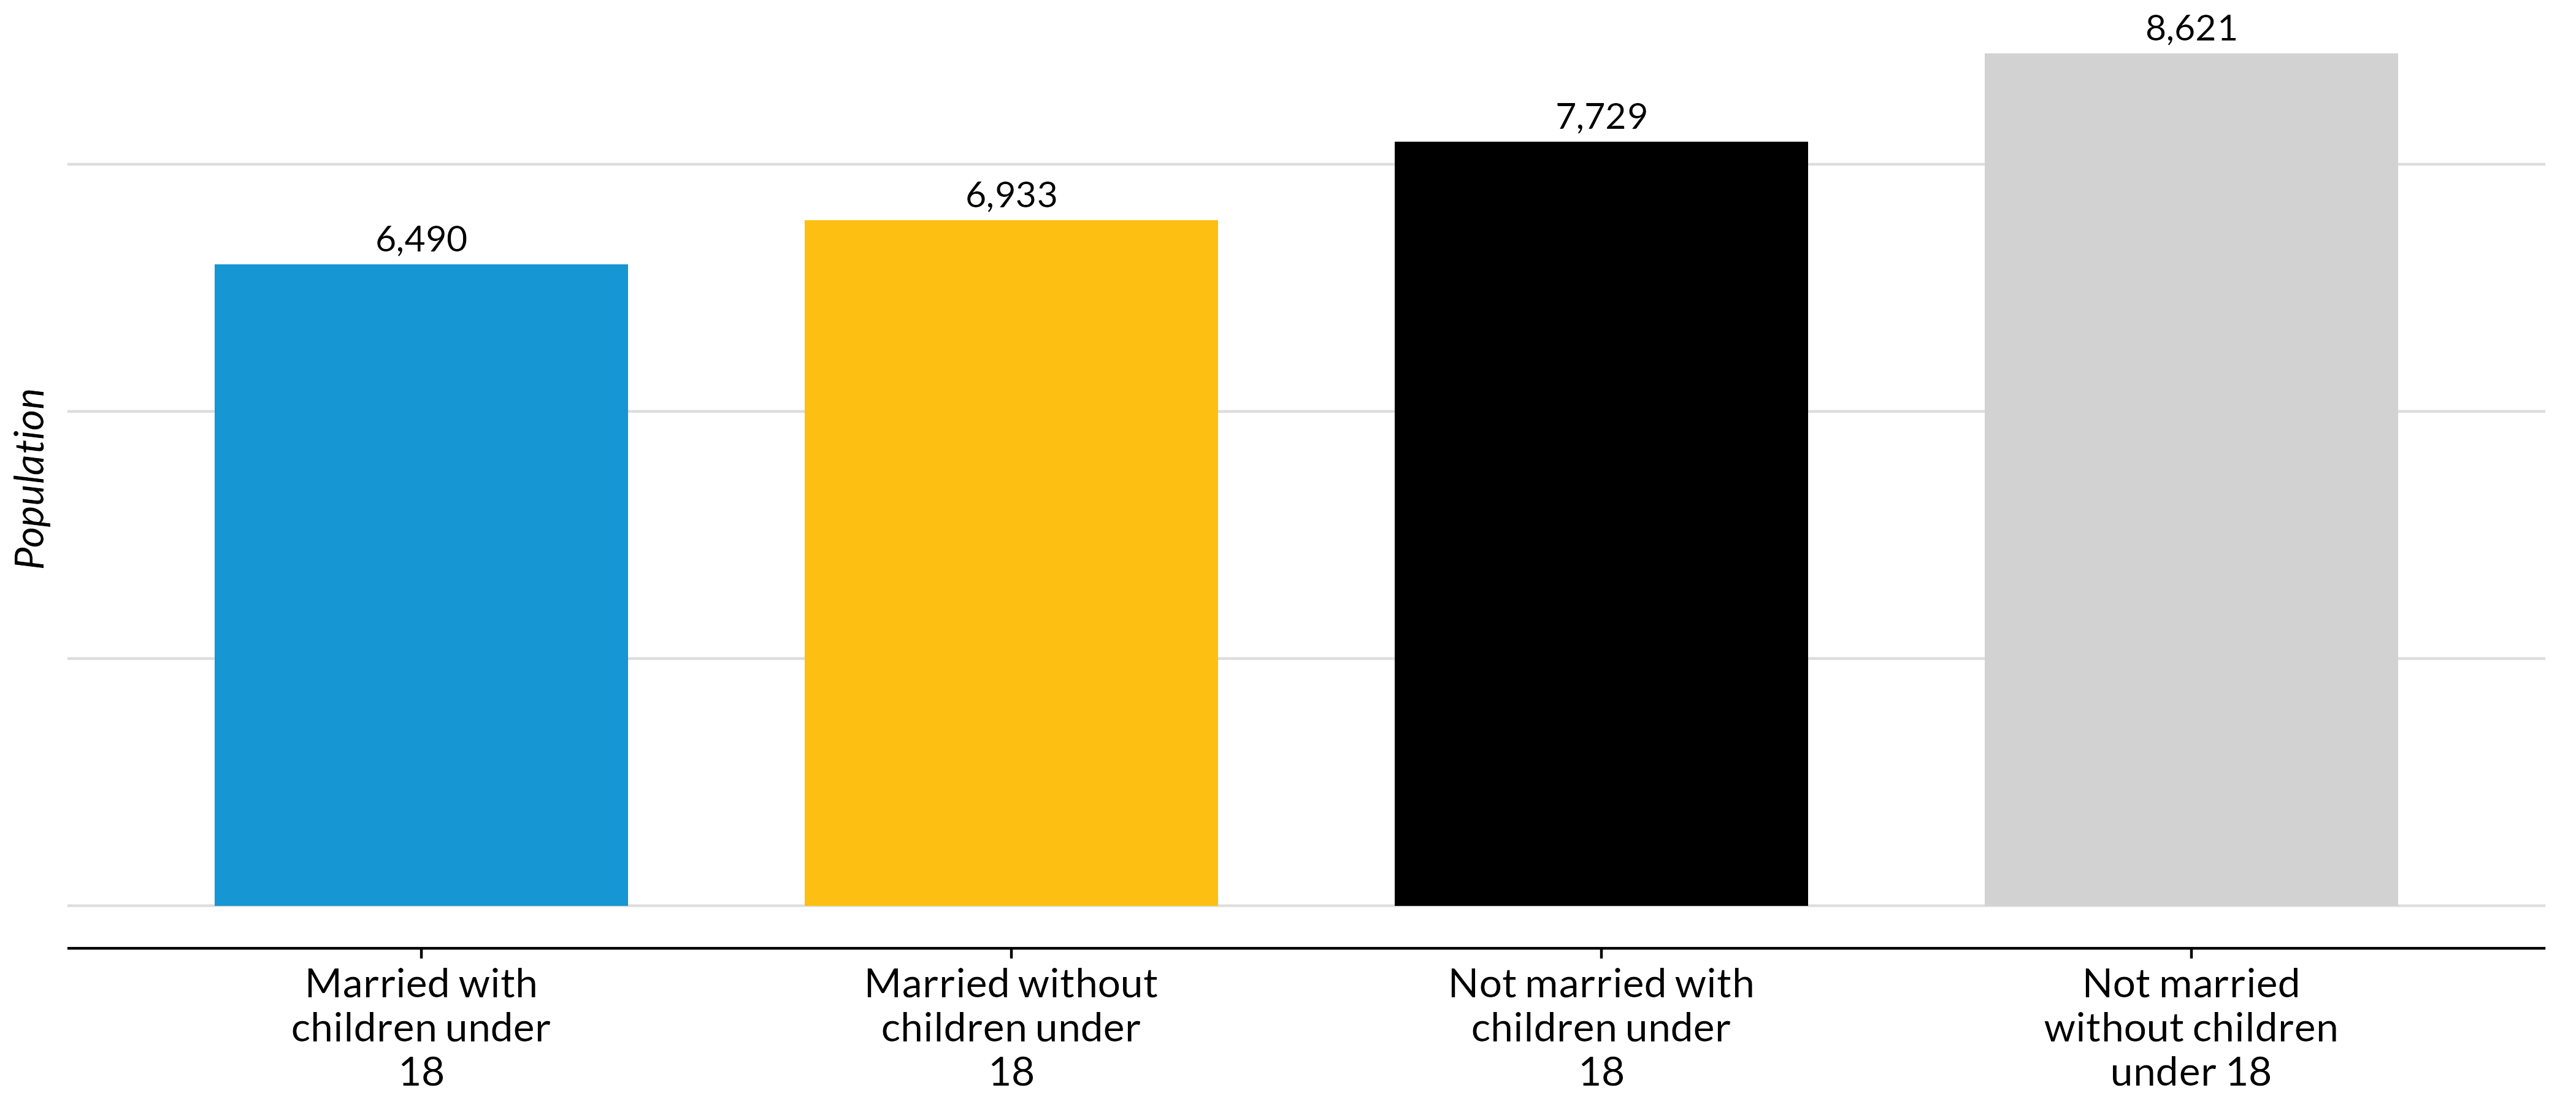 8,621
7,729
6,933
6,490
Population
Married with
children under
18
Married without
children under
18
Not married with
children under
18
Not married
without children
under 18